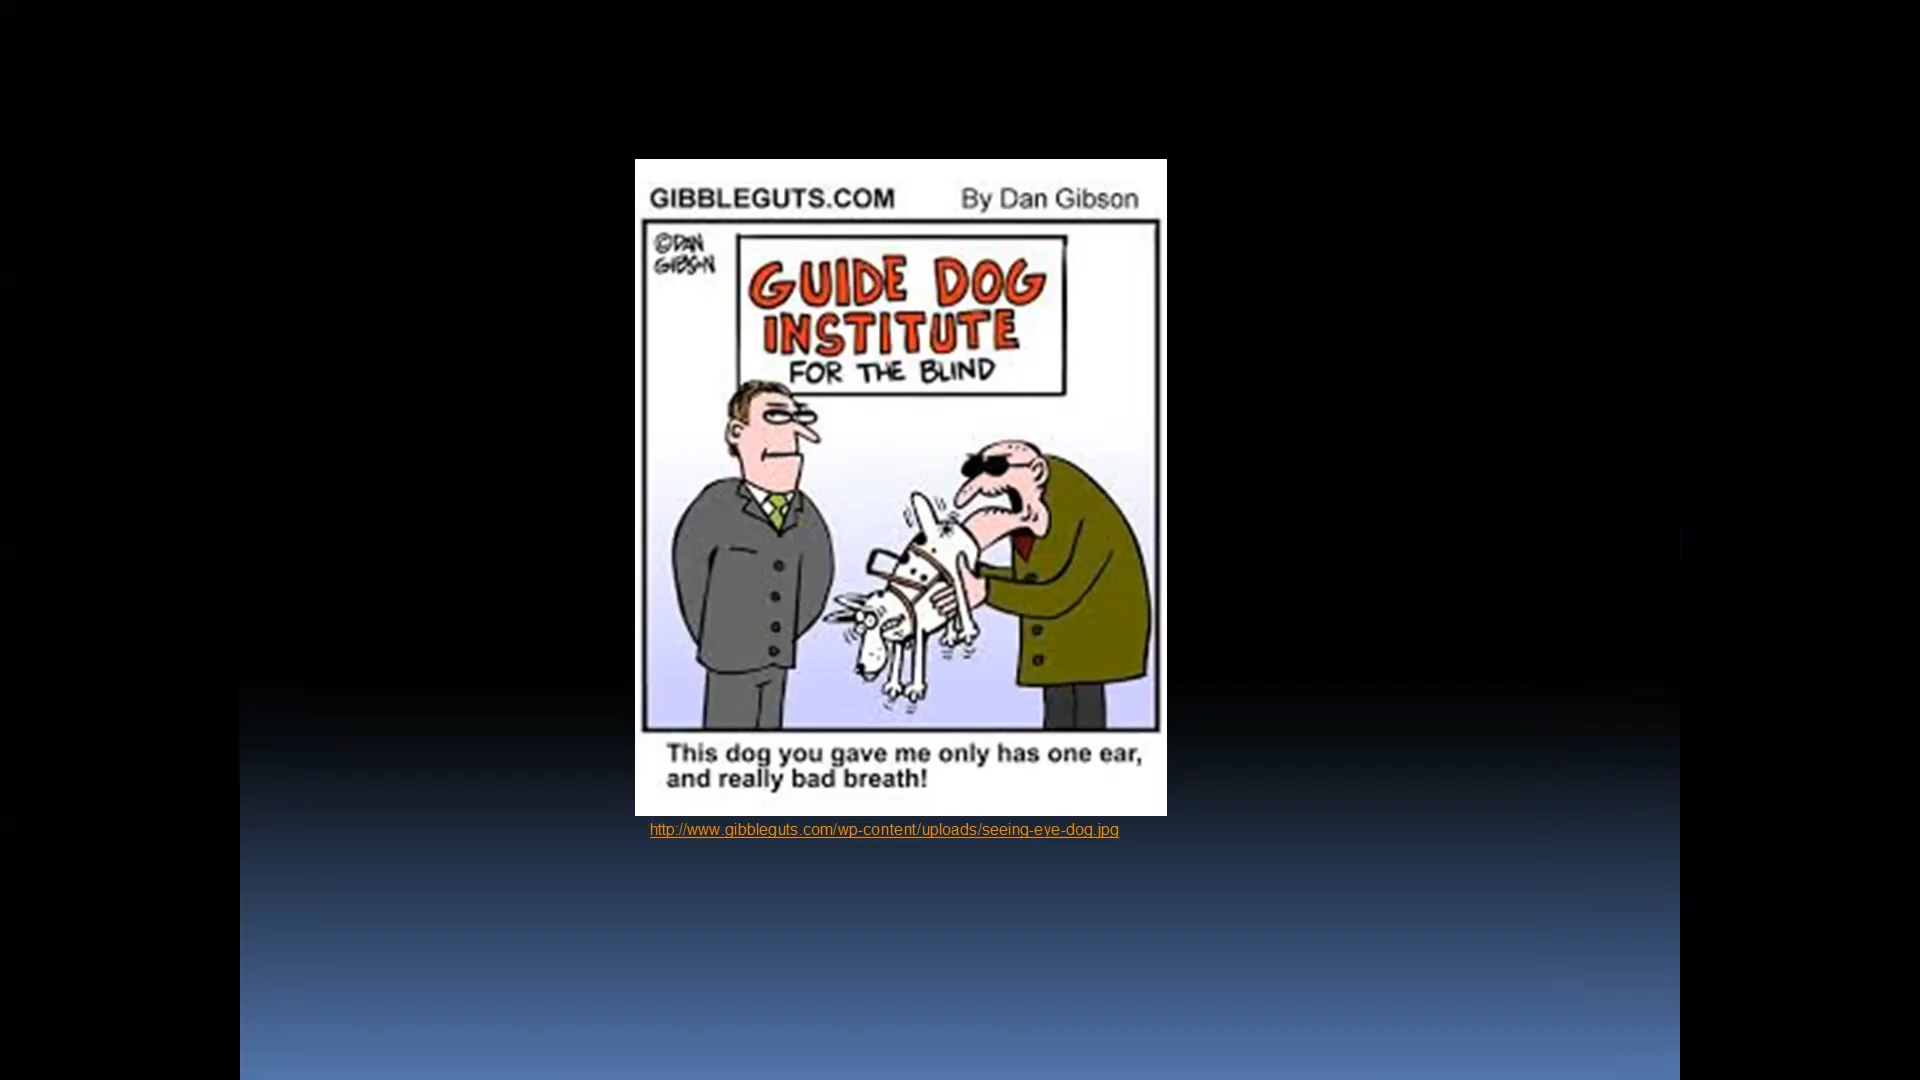 GIBBLEGUTS.COM By Dan Gibson
©DAN
GIBSON
GUIDE DOG
INSTITUTE
FOR THE BLIND
This dog you gave me only has one ear,
and really bad breath!
http://www.gibbleguts.com/wp-content/uploads/seeing-eye-dog.jpg